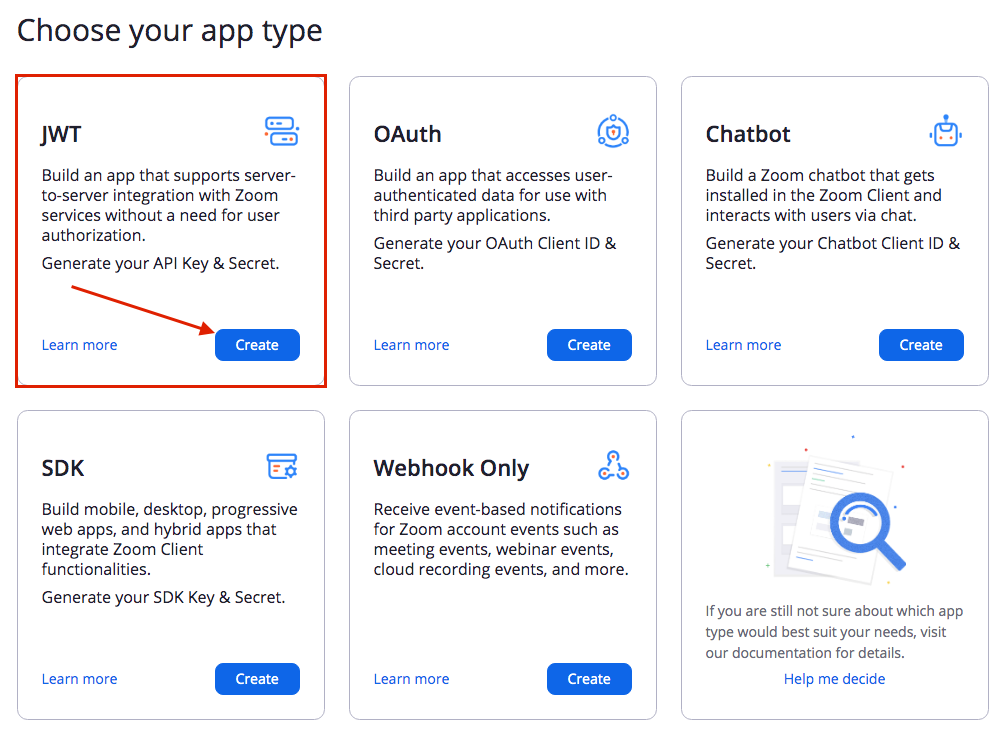 Choose your app type
JWT
Build an app that supports server-
to-server integration with Zoom
services without a need for user
authorization.
Generate your API Key & Secret.
Learn more
Create
OAuth
Build an app that accesses user-
authenticated data for use with
third party applications.
Generate your OAuth Client ID &
Secret.
Learn more
Create
Chatbot
Build a Zoom chatbot that gets
installed in the Zoom Client and
interacts with users via chat.
Generate your Chatbot Client ID &
Secret.
Learn more
Create
SDK
Build mobile, desktop, progressive
web apps, and hybrid apps that
integrate Zoom Client
functionalities.
Generate your SDK Key & Secret.
Learn more
Create
Webhook Only
Receive event-based notifications
for Zoom account events such as
meeting events, webinar events,
cloud recording events, and more.
Learn more
Create
If you are still not sure about which app
type would best suit your needs, visit
our documentation for details.
Help me decide